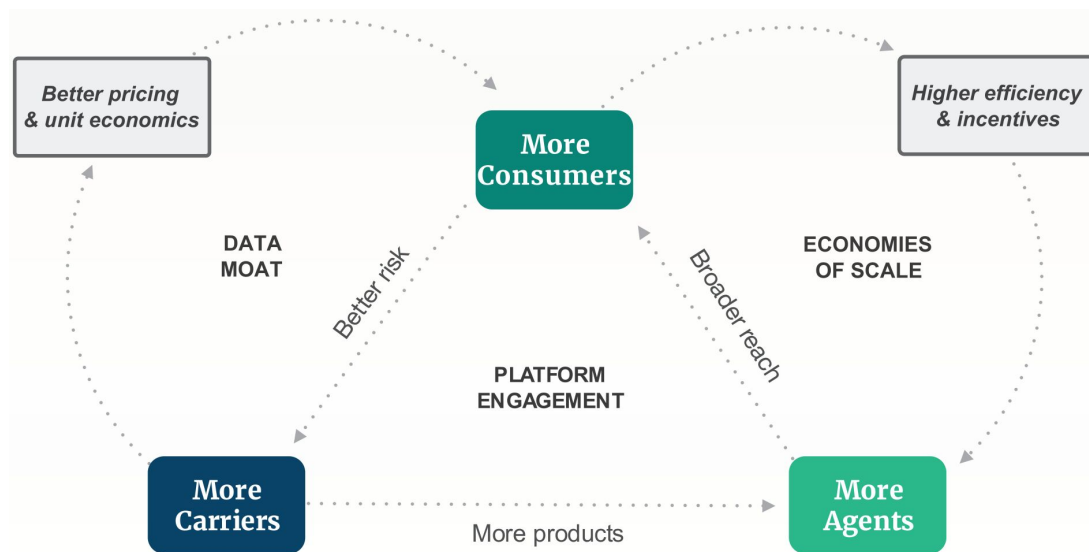 Better pricing
& unit economics
Higher efficiency
& incentives
More
Consumers
DATA
MOAT
ECONOMIES
OF SCALE
Better risk
Broader reach
PLATFORM
ENGAGEMENT
More
Carriers
More products
More
Agents